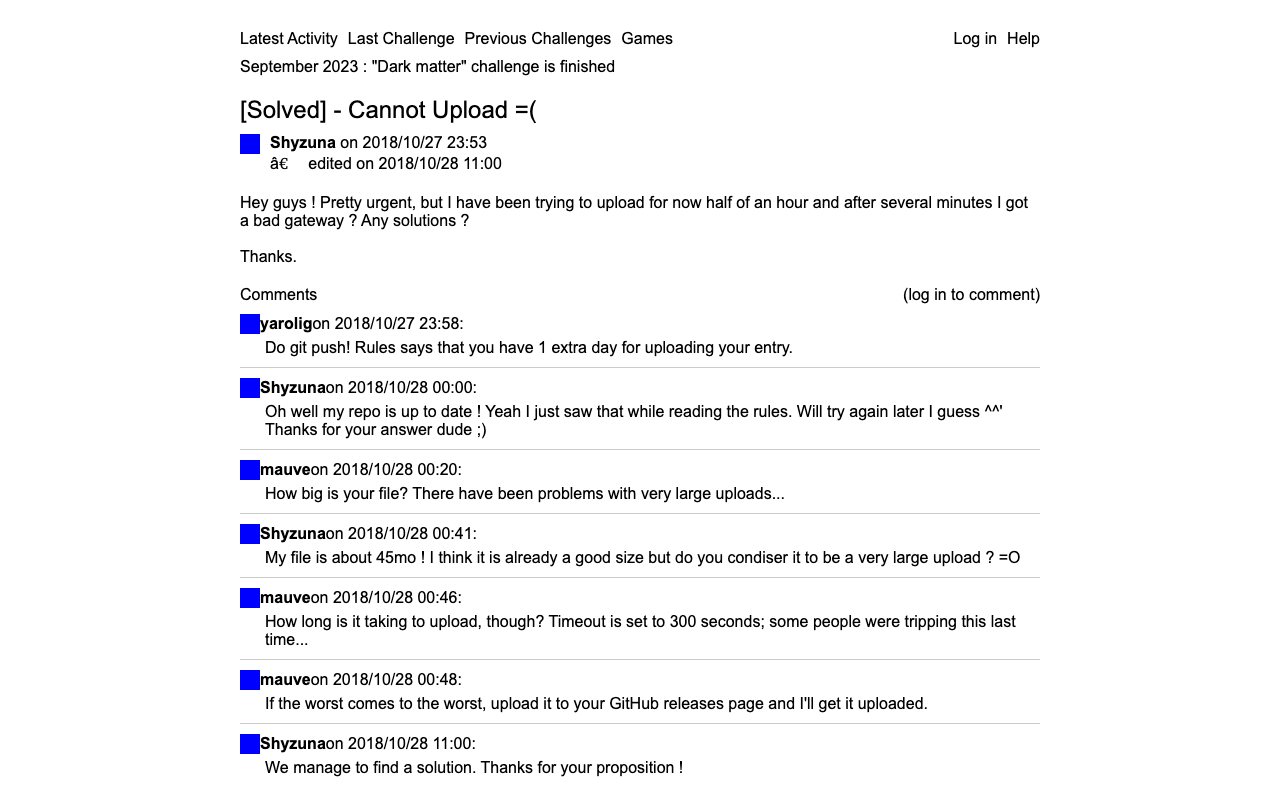 Latest Activity Last Challenge Previous Challenges Games Log in Help
September 2023 : "Dark matter" challenge is finished
[Solved] - Cannot Upload =(
Shyzuna on 2018/10/27 23:53
â€ edited on 2018/10/28 11:00
Hey guys ! Pretty urgent, but I have been trying to upload for now half of an hour and after several minutes I got
a bad gateway ? Any solutions ?
Thanks.
Comments (log in to comment)
yaroligon 2018/10/27 23:58:
Do git push! Rules says that you have 1 extra day for uploading your entry.
Shyzunaon 2018/10/28 00:00:
Oh well my repo is up to date ! Yeah I just saw that while reading the rules. Will try again later I guess ^^'
Thanks for your answer dude ;)
mauveon 2018/10/28 00:20:
How big is your file? There have been problems with very large uploads...
Shyzunaon 2018/10/28 00:41:
My file is about 45mo ! I think it is already a good size but do you condiser it to be a very large upload ? =O
mauveon 2018/10/28 00:46:
How long is it taking to upload, though? Timeout is set to 300 seconds; some people were tripping this last
time...
mauveon 2018/10/28 00:48:
If the worst comes to the worst, upload it to your GitHub releases page and I'll get it uploaded.
Shyzunaon 2018/10/28 11:00:
We manage to find a solution. Thanks for your proposition !